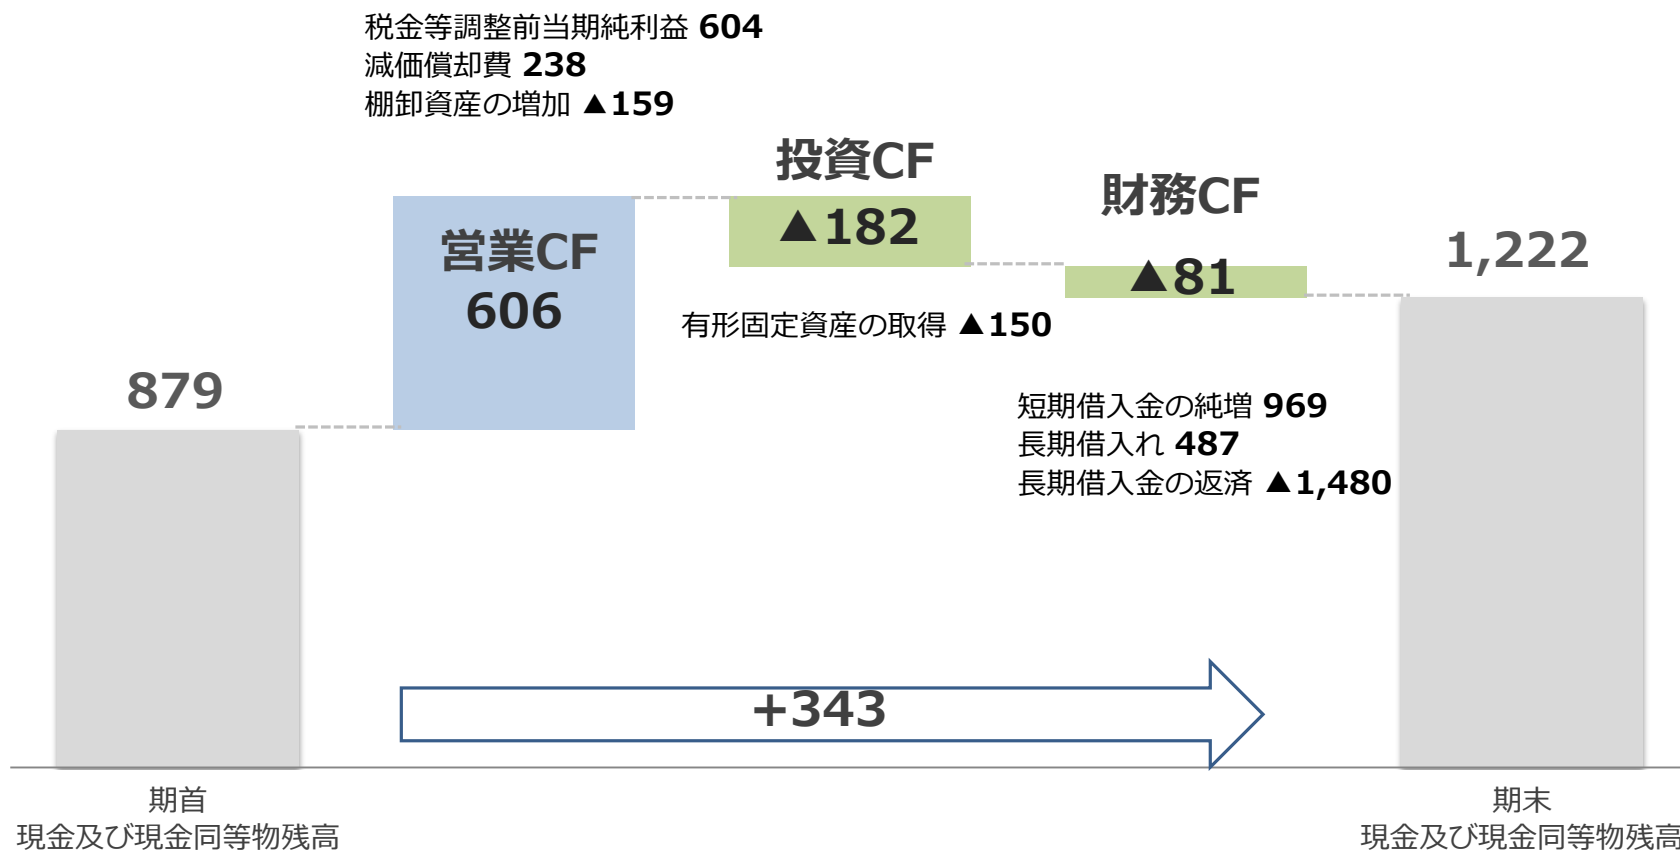 税金等調整前当期純利益 604
減価償却費 238
棚卸資産の増加 ▲159
投資CF
▲182
財務CF
▲81
営業CF
606
1,222
879
有形固定資産の取得 ▲150
短期借入金の純増 969
長期借入れ 487
長期借入金の返済 ▲1,480
+343
期首
現金及び現金同等物残高
期末
現金及び現金同等物残高